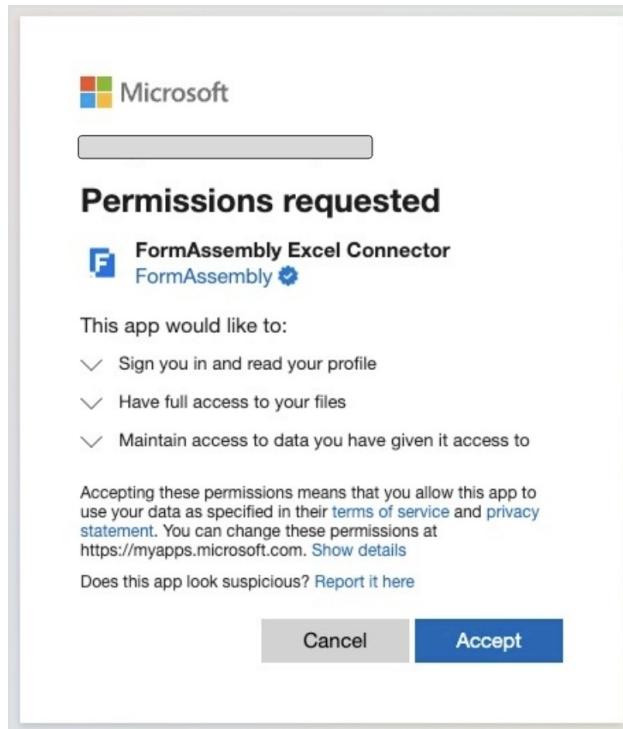 Microsoft
Permissions requested
FormAssembly Excel Connector
FormAssembly
This app would like to:
Sign you in and read your profile
Have full access to your files
Maintain access to data you have given it access to
Accepting these permissions means that you allow this app to
use your data as specified in their terms of service and privacy
statement. You can change these permissions at
https://myapps.microsoft.com. Show details
Does this app look suspicious? Report it here
Cancel Accept